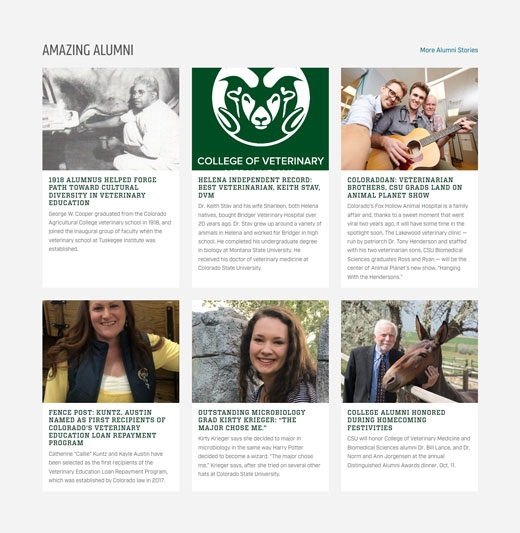 AMAZING ALUMNI
More Alumni Stories
1918 ALUMNUS HELPED FORGE
PATH TOWARD CULTURAL
DIVERSITY IN VETERINARY
EDUCATION
George W. Cooper graduated from the Colorado
Agricultural College veterinary school in 1918, and
joined the inaugural group of faculty when the
veterinary school at Tuskegee Institute was
established.
COLLEGE OF VETERINARY
HELENA INDEPENDENT RECORD:
BEST VETERINARIAN, KEITH STAV,
DVM
Dr. Keith Stav and his wife Sharleen, both Helena
natives, bought Bridger Veterinary Hospital over
20 years ago. Dr. Stav grew up around a variety of
animals in Helena and worked for Bridger in high
school. He completed his undergraduate degree
in biology at Montana State University. He
received his doctor of veterinary medicine at
Colorado State University.
COLORADOAN: VETERINARIAN
BROTHERS, CSU GRADS LAND ON
ANIMAL PLANET SHOW
Colorado's Fox Hollow Animal Hospital is a family
affair and, thanks to a sweet moment that went
viral two years ago, it will have some time in the
spotlight soon. The Lakewood veterinary clinic —
run by patriarch Dr. Tony Henderson and staffed
with his two veterinarian sons, CSU Biomedical
Sciences graduates Ross and Ryan — will be the
center of Animal Planet's new show, "Hanging
With the Hendersons."
FENCE POST: KUNTZ, AUSTIN
NAMED AS FIRST RECIPIENTS OF
COLORADO'S VETERINARY
EDUCATION LOAN REPAYMENT
PROGRAM
Catherine "Callie" Kuntz and Kayle Austin have
been selected as the first recipients of the
Veterinary Education Loan Repayment Program,
which was established by Colorado law in 2017.
OUTSTANDING MICROBIOLOGY
GRAD KIRTY KRIEGER: "THE
MAJOR CHOSE ME."
Kirty Krieger says she decided to major in
microbiology in the same way Harry Potter
decided to become a wizard. "The major chose
me," Krieger says, after she tried on several other
hats at Colorado State University.
COLLEGE ALUMNI HONORED
DURING HOMECOMING
FESTIVITIES
CSU will honor College of Veterinary Medicine and
Biomedical Sciences alumni Dr. Bill Lance, and Dr.
Norm and Ann Jorgensen at the annual
Distinguished Alumni Awards dinner, Oct. 11.